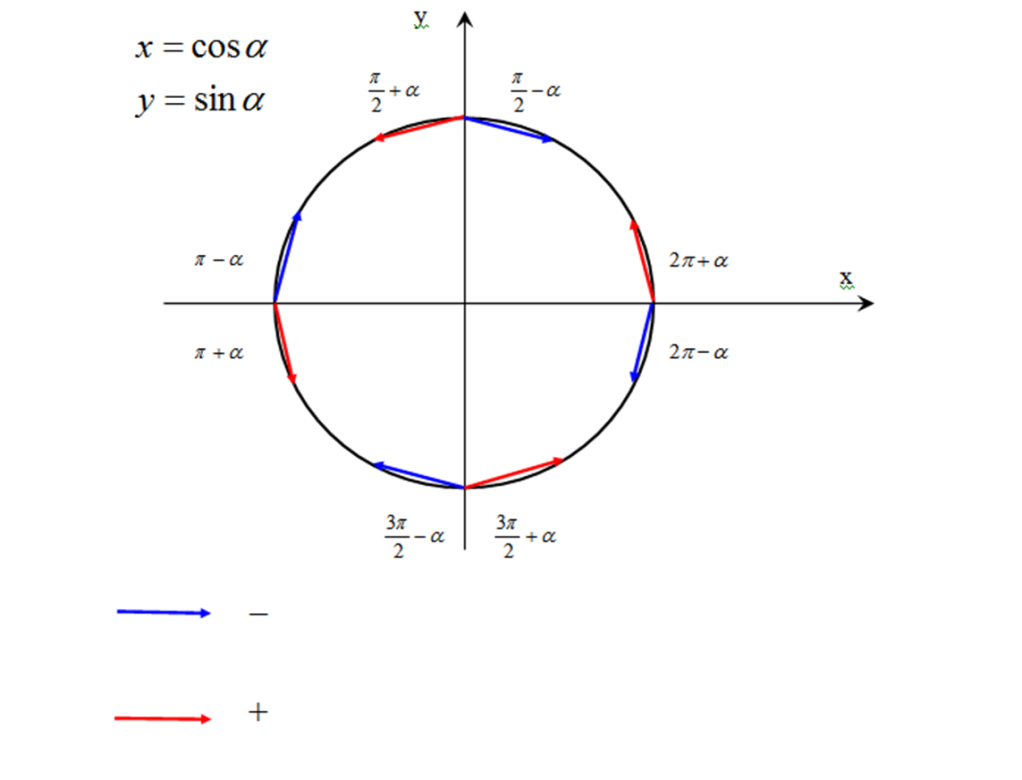 y
x = cos α
y = sin α
π/2 + α
π/2 − α
π − α
2π + α
x
π + α
2π − α
3π/2 − α
3π/2 + α
−
+